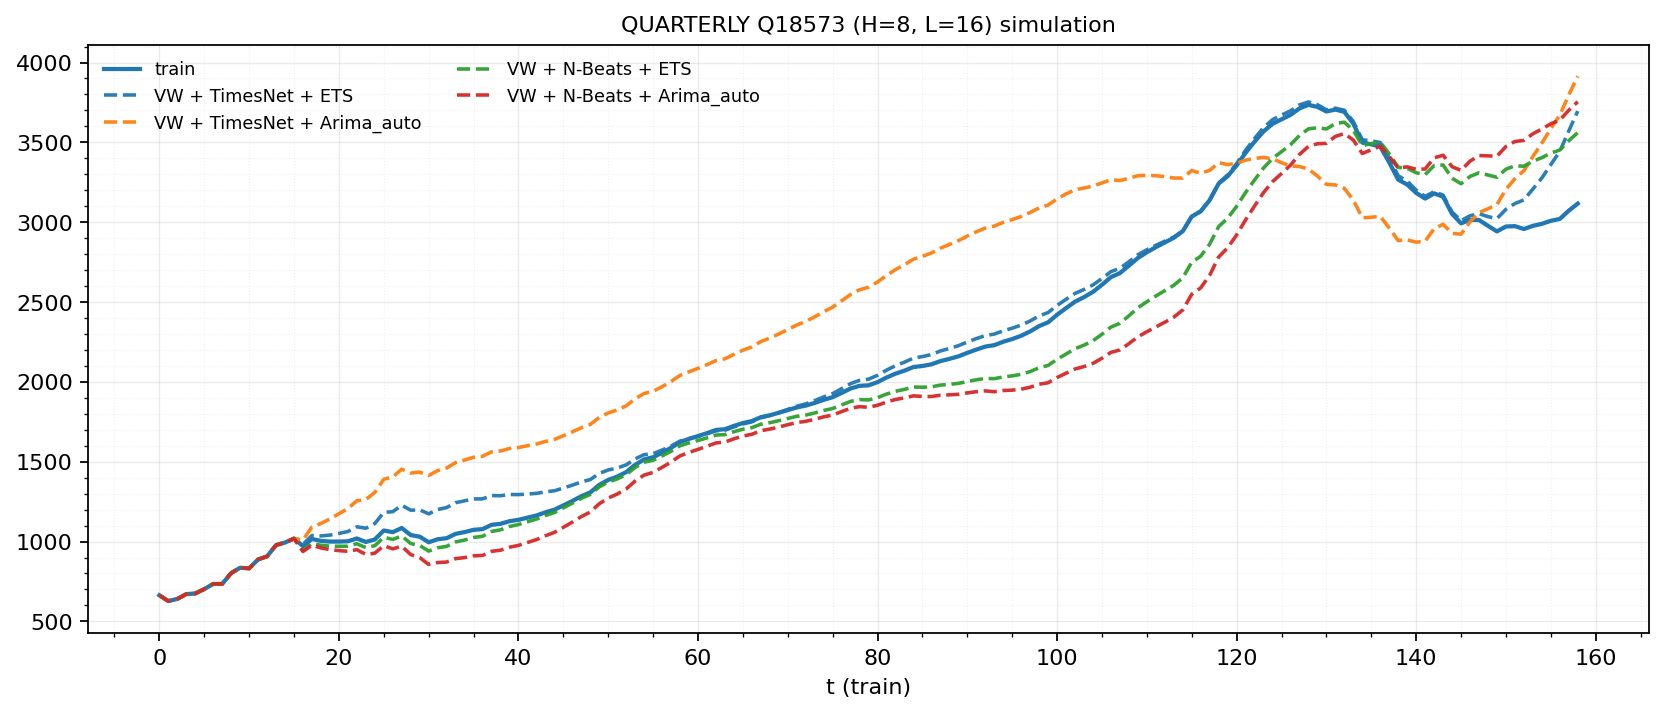 QUARTERLY Q18573 (H=8, L=16) simulation
train
VW + TimesNet + ETS
VW + TimesNet + Arima_auto
VW + N-Beats + ETS
VW + N-Beats + Arima_auto
4000
3500
3000
2500
2000
1500
1000
500
0 20 40 60 80 100 120 140 160
t (train)